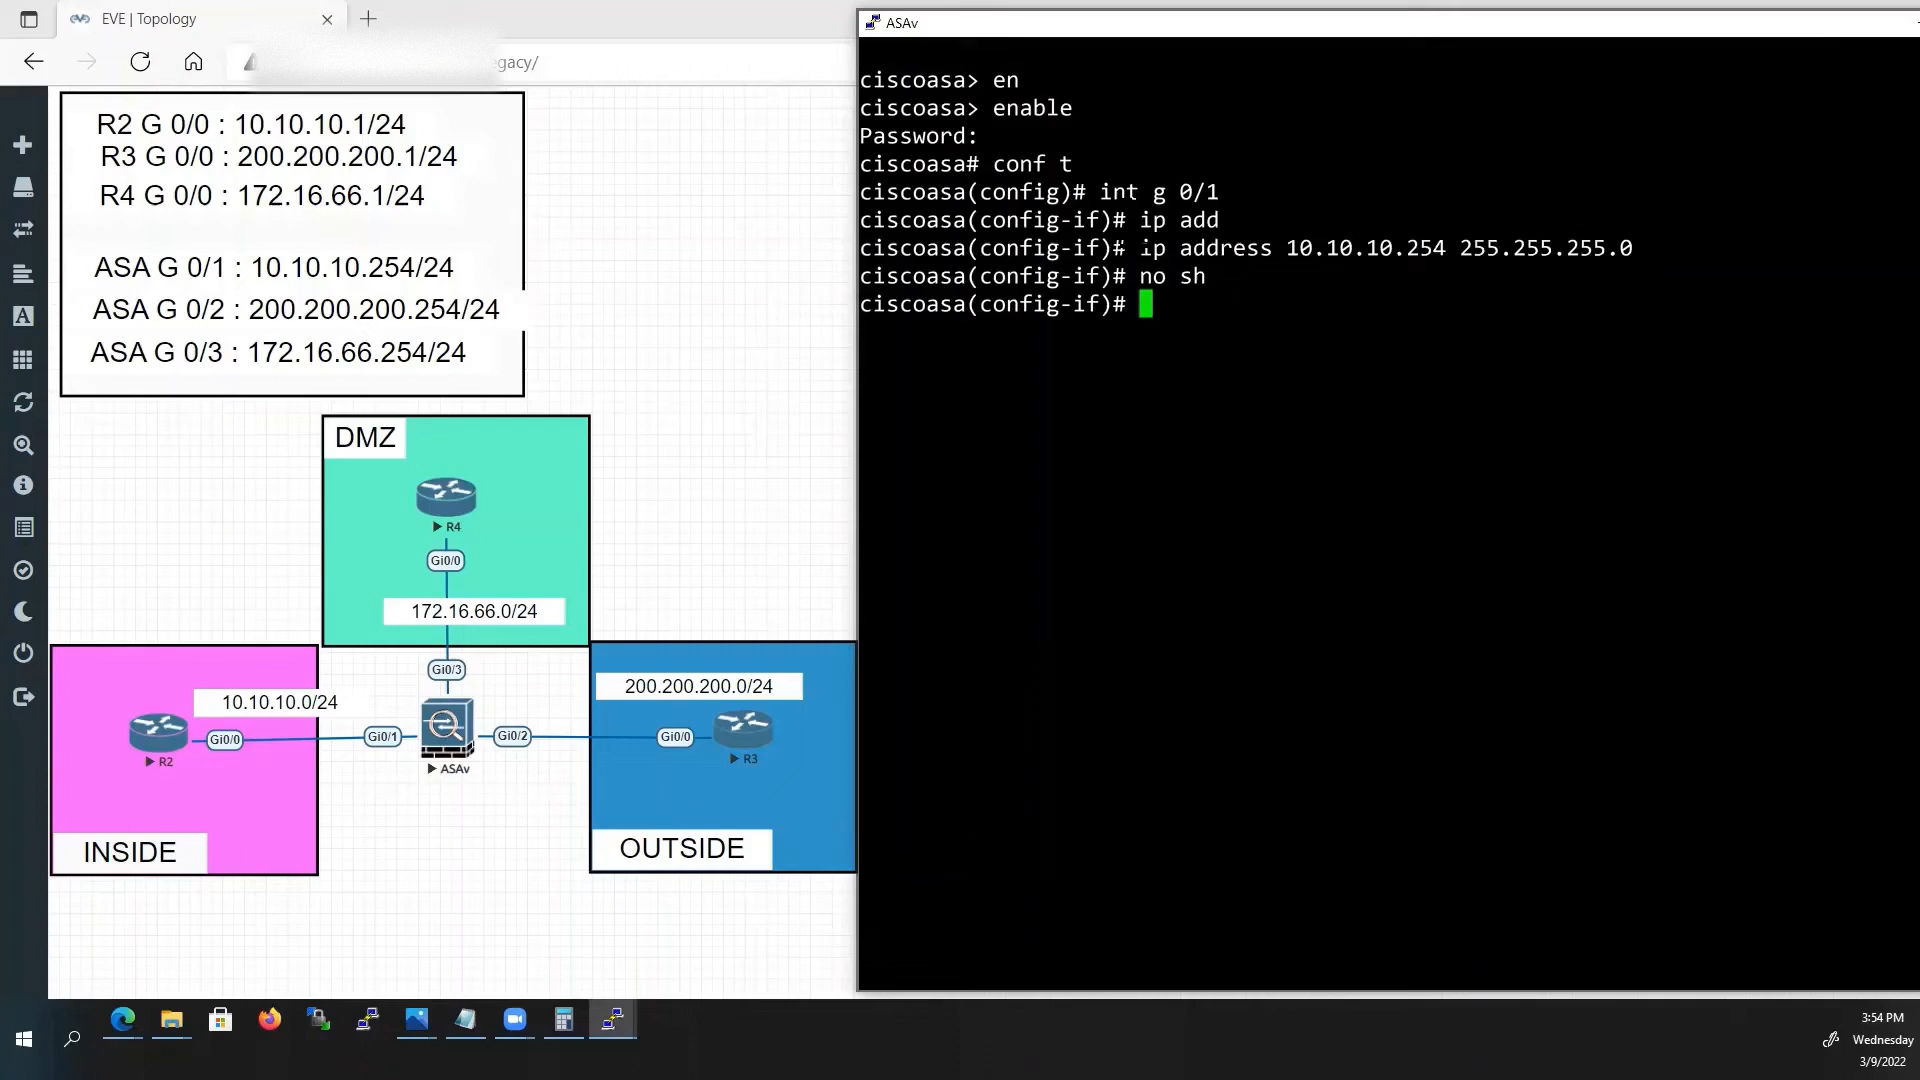 EVE | Topology
egacy/
R2 G 0/0 : 10.10.10.1/24
R3 G 0/0 : 200.200.200.1/24
R4 G 0/0 : 172.16.66.1/24
ASA G 0/1 : 10.10.10.254/24
ASA G 0/2 : 200.200.200.254/24
ASA G 0/3 : 172.16.66.254/24
DMZ
R4
Gi0/0
172.16.66.0/24
Gi0/3
10.10.10.0/24
R2
Gi0/0
Gi0/1
ASAv
Gi0/2
200.200.200.0/24
Gi0/0
R3
INSIDE
OUTSIDE
ASAv
ciscoasa> en
ciscoasa> enable
Password:
ciscoasa# conf t
ciscoasa(config)# int g 0/1
ciscoasa(config-if)# ip add
ciscoasa(config-if)# ip address 10.10.10.254 255.255.255.0
ciscoasa(config-if)# no sh
ciscoasa(config-if)#
3:54 PM
Wednesday
3/9/2022